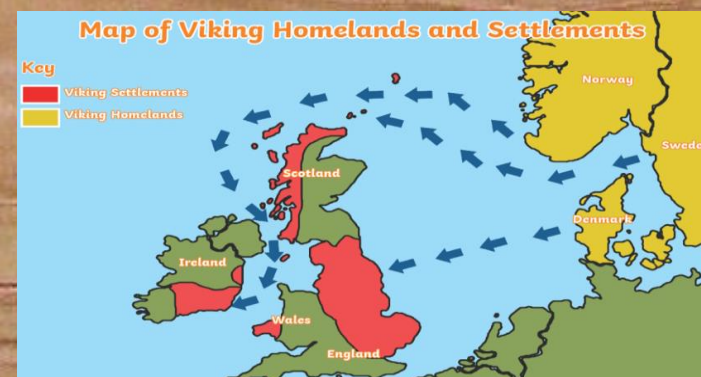 Map of Viking Homelands and Settlements
Key
Viking Settlements
Viking Homelands
Norway
Swede
Scotland
Denmark
Ireland
Wales
England